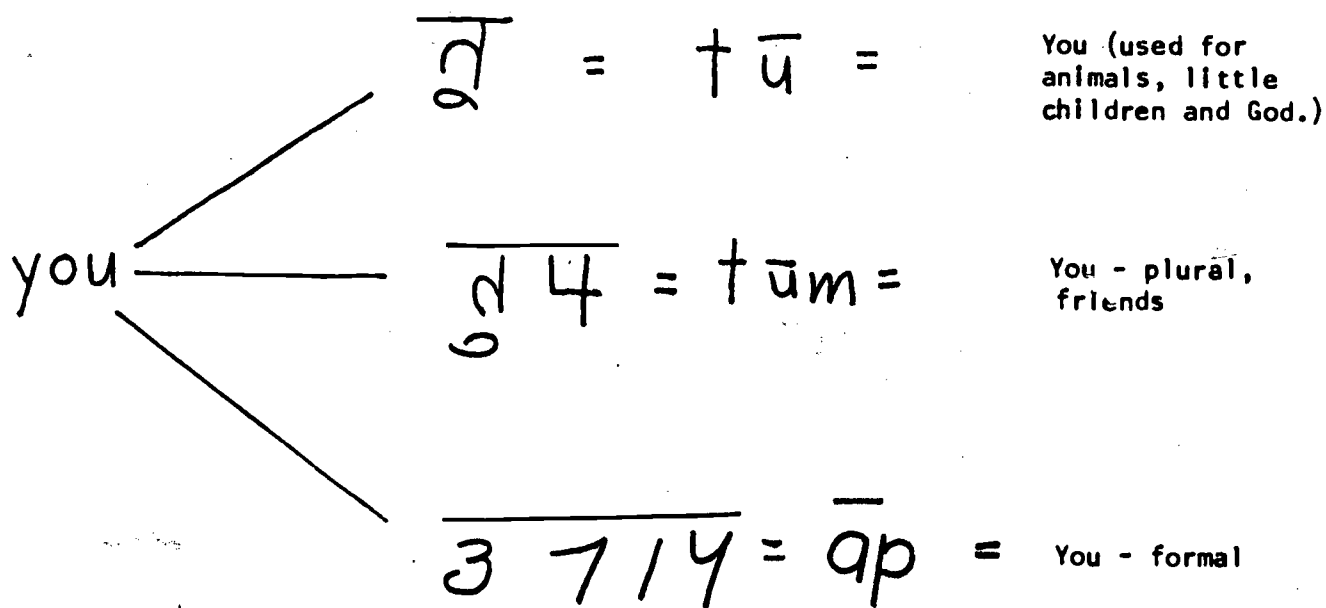 तू = tū = You (used for
animals, little
children and God.)
you तुम = tūm = You - plural,
friends
आप = āp = You - formal